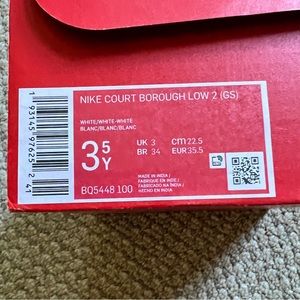 NIKE COURT BOROUGH LOW 2 (GS)
WHITE/WHITE-WHITE
BLANC/BLANC/BLANC
3.5Y
UK 3 cm 22.5
BR 34 EUR 35.5
BQ5448 100
MADE IN INDIA /
FABRIQUÉ EN INDE /
FABRICADO NA ÍNDIA /
HECHO EN INDIA